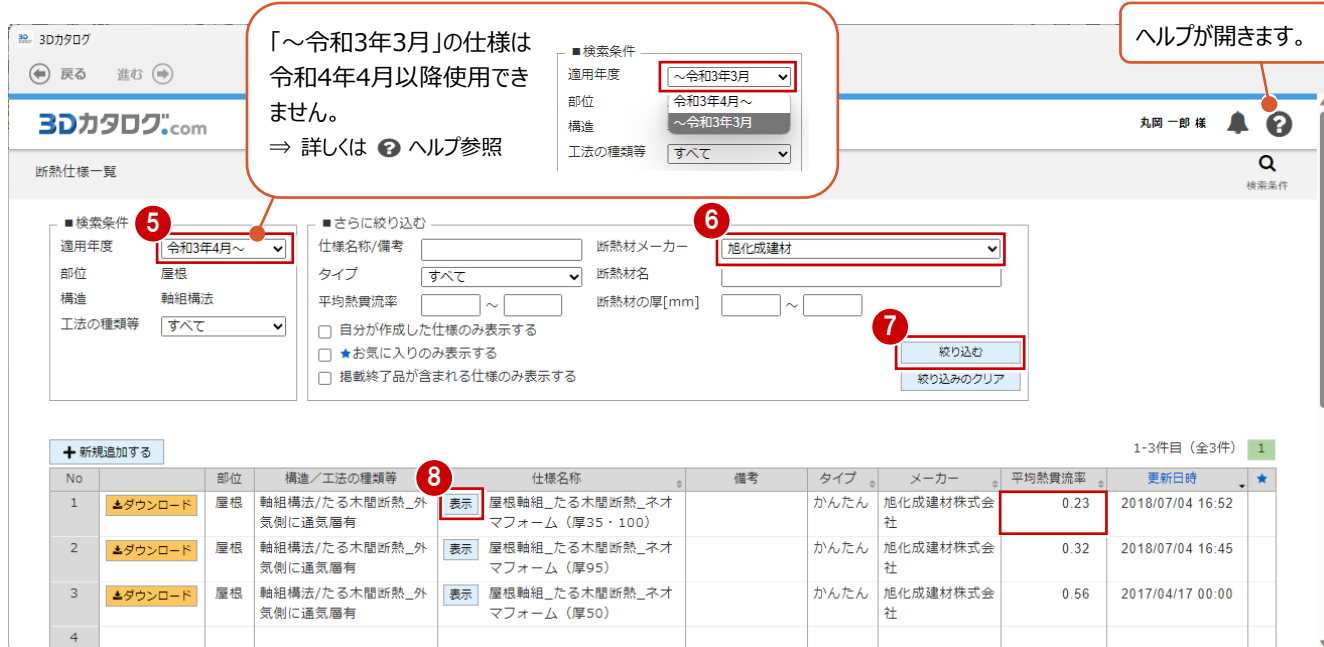 3Dカタログ
戻る 進む
「～令和3年3月」の仕様は
令和4年4月以降使用でき
ません。
⇒ 詳しくは ? ヘルプ参照
■検索条件
適用年度 ～令和3年3月
部位 令和3年4月～
構造 ～令和3年3月
工法の種類等 すべて
ヘルプが開きます。
3Dカタログ.com
丸岡 一郎 様
断熱仕様一覧
検索条件
■検索条件
5
適用年度 令和3年4月～
部位 屋根
構造 軸組構法
工法の種類等 すべて
■さらに絞り込む
6
仕様名称/備考 断熱材メーカー 旭化成建材
タイプ すべて 断熱材名
平均熱貫流率 ～ 断熱材の厚[mm] ～
自分が作成した仕様のみ表示する
7
★お気に入りのみ表示する 絞り込む
掲載終了品が含まれる仕様のみ表示する 絞り込みのクリア
＋新規追加する 1-3件目（全3件） 1
8
No 部位 構造／工法の種類等 仕様名称 備考 タイプ メーカー 平均熱貫流率 更新日時 ★
1 ダウンロード 屋根 軸組構法/たる木間断熱_外 表示 屋根軸組_たる木間断熱_ネオ かんたん 旭化成建材株式会 0.23 2018/07/04 16:52
気側に通気層有 マフォーム（厚35・100） 社
2 ダウンロード 屋根 軸組構法/たる木間断熱_外 表示 屋根軸組_たる木間断熱_ネオ かんたん 旭化成建材株式会 0.32 2018/07/04 16:45
気側に通気層有 マフォーム（厚95） 社
3 ダウンロード 屋根 軸組構法/たる木間断熱_外 表示 屋根軸組_たる木間断熱_ネオ かんたん 旭化成建材株式会 0.56 2017/04/17 00:00
気側に通気層有 マフォーム（厚50） 社
4